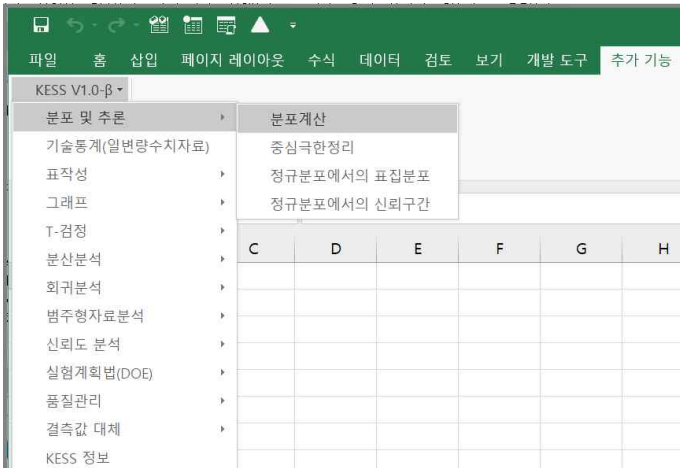 파일 홈 삽입 페이지 레이아웃 수식 데이터 검토 보기 개발 도구 추가 기능
KESS V1.0-β
분포 및 추론
기술통계(일변량수치자료)
표작성
그래프
T-검정
분산분석
회귀분석
범주형자료분석
신뢰도 분석
실험계획법(DOE)
품질관리
결측값 대체
KESS 정보
분포계산
중심극한정리
정규분포에서의 표집분포
정규분포에서의 신뢰구간
C D E F G H